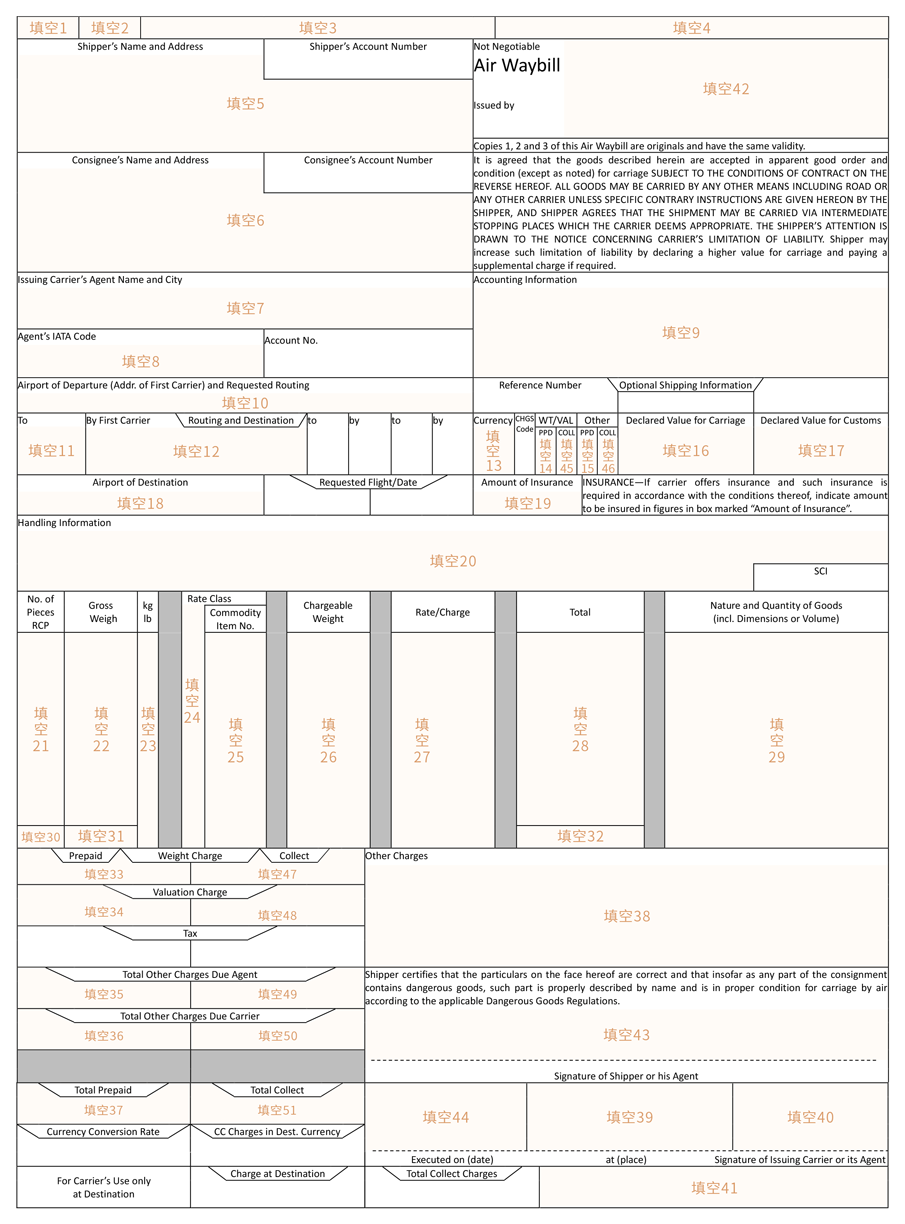 填空1 填空2 填空3 填空4
Shipper’s Name and Address
Shipper’s Account Number
填空5
Not Negotiable
Air Waybill
Issued by
填空42
Copies 1, 2 and 3 of this Air Waybill are originals and have the same validity.
Consignee’s Name and Address
Consignee’s Account Number
填空6
It is agreed that the goods described herein are accepted in apparent good order and
condition (except as noted) for carriage SUBJECT TO THE CONDITIONS OF CONTRACT ON THE
REVERSE HEREOF. ALL GOODS MAY BE CARRIED BY ANY OTHER MEANS INCLUDING ROAD OR
ANY OTHER CARRIER UNLESS SPECIFIC CONTRARY INSTRUCTIONS ARE GIVEN HEREON BY THE
SHIPPER, AND SHIPPER AGREES THAT THE SHIPMENT MAY BE CARRIED VIA INTERMEDIATE
STOPPING PLACES WHICH THE CARRIER DEEMS APPROPRIATE. THE SHIPPER’S ATTENTION IS
DRAWN TO THE NOTICE CONCERNING CARRIER’S LIMITATION OF LIABILITY. Shipper may
increase such limitation of liability by declaring a higher value for carriage and paying a
supplemental charge if required.
Issuing Carrier’s Agent Name and City
填空7
Accounting Information
填空9
Agent’s IATA Code
填空8
Account No.
Airport of Departure (Addr. of First Carrier) and Requested Routing
填空10
Reference Number
Optional Shipping Information
To
填空11
By First Carrier
Routing and Destination
填空12
to
by
to
by
Currency
填
空
13
CHGS
Code
WT/VAL
PPD
填
空
14
COLL
填
空
45
Other
PPD
填
空
15
COLL
填
空
46
Declared Value for Carriage
填空16
Declared Value for Customs
填空17
Airport of Destination
填空18
Requested Flight/Date
Amount of Insurance
填空19
INSURANCE—If carrier offers insurance and such insurance is
required in accordance with the conditions thereof, indicate amount
to be insured in figures in box marked “Amount of Insurance”.
Handling Information
填空20
SCI
No. of
Pieces
RCP
Gross
Weigh
kg
lb
Rate Class
Commodity
Item No.
Chargeable
Weight
Rate/Charge
Total
Nature and Quantity of Goods
(incl. Dimensions or Volume)
填
空
21
填
空
22
填
空
23
填
空
24
填
空
25
填
空
26
填
空
27
填
空
28
填
空
29
填空30
填空31
填空32
Prepaid
Weight Charge
Collect
填空33
填空47
Other Charges
填空38
Valuation Charge
填空34
填空48
Tax
Total Other Charges Due Agent
填空35
填空49
Shipper certifies that the particulars on the face hereof are correct and that insofar as any part of the consignment
contains dangerous goods, such part is properly described by name and is in proper condition for carriage by air
according to the applicable Dangerous Goods Regulations.
Total Other Charges Due Carrier
填空36
填空50
填空43
Signature of Shipper or his Agent
Total Prepaid
填空37
Total Collect
填空51
填空44
填空39
填空40
Currency Conversion Rate
CC Charges in Dest. Currency
Executed on (date)
at (place)
Signature of Issuing Carrier or its Agent
For Carrier’s Use only
at Destination
Charge at Destination
Total Collect Charges
填空41